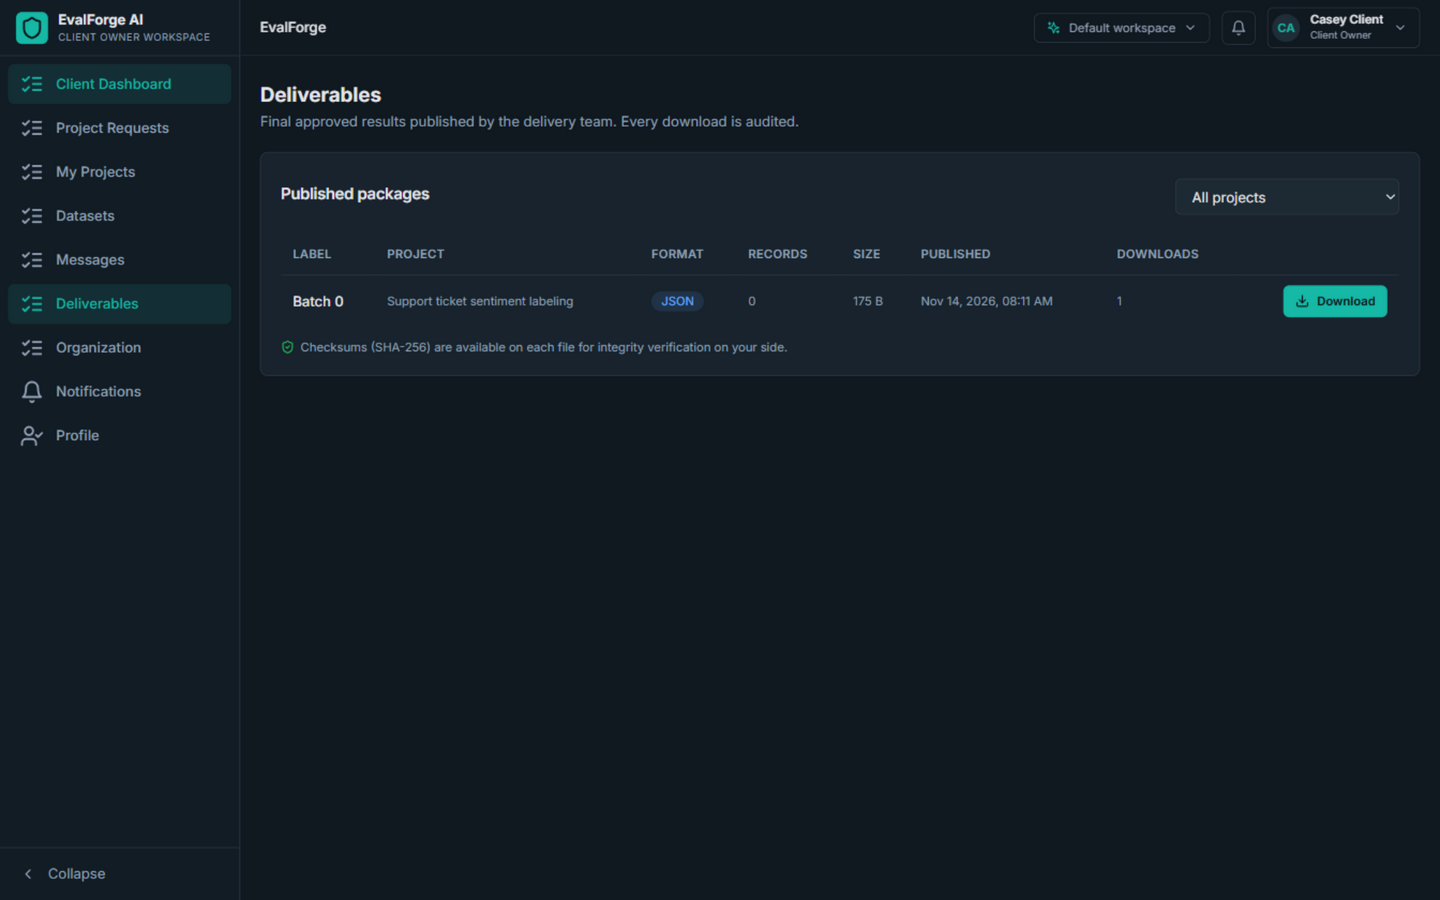 EvalForge AI
CLIENT OWNER WORKSPACE
EvalForge
Default workspace
CA
Casey Client
Client Owner
Client Dashboard
Project Requests
My Projects
Datasets
Messages
Deliverables
Organization
Notifications
Profile
Collapse
Deliverables
Final approved results published by the delivery team. Every download is audited.
Published packages
All projects
LABEL PROJECT FORMAT RECORDS SIZE PUBLISHED DOWNLOADS
Batch 0 Support ticket sentiment labeling JSON 0 175 B Nov 14, 2026, 08:11 AM 1 Download
Checksums (SHA-256) are available on each file for integrity verification on your side.